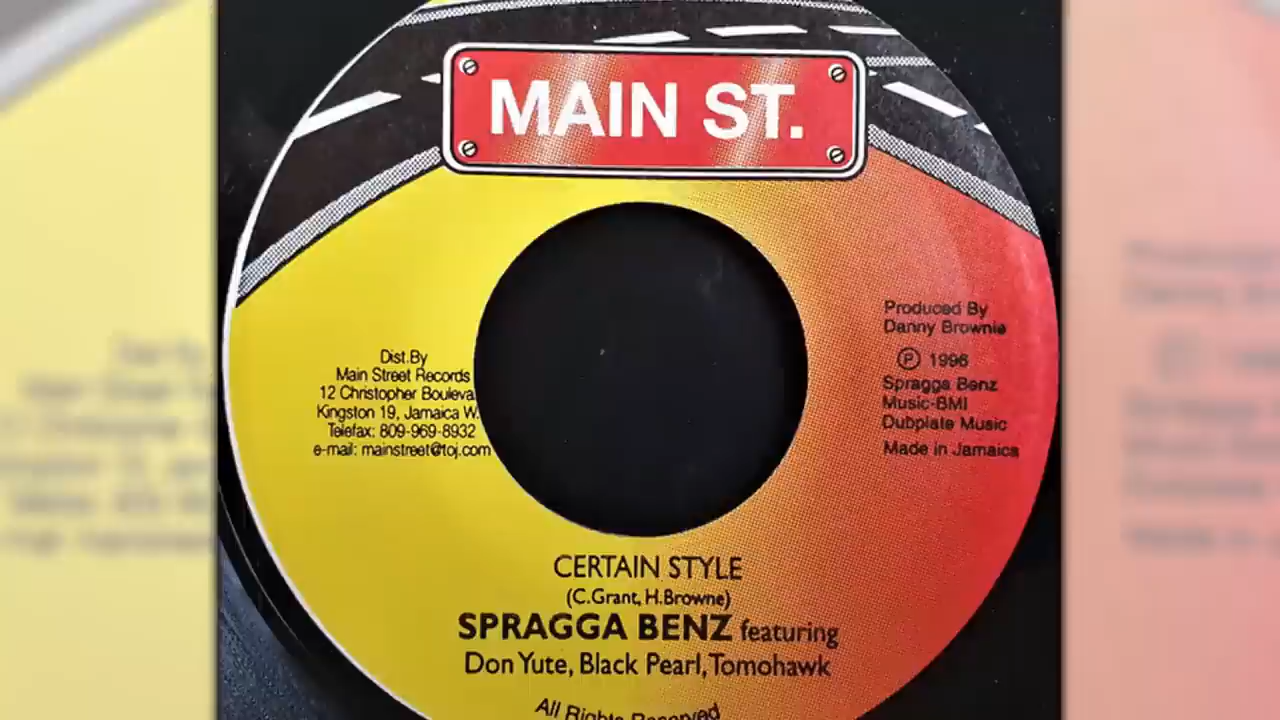 MAIN ST.
Dist.By
Main Street Records
12 Christopher Bouleva
Kingston 19, Jamaica W.
Telefax: 809-969-8932
e-mail: mainstreet@toj.com
Produced By
Danny Brownie
Ⓟ 1996
Spragga Benz
Music-BMI
Dubplate Music
Made in Jamaica
CERTAIN STYLE
(C.Grant, H.Browne)
SPRAGGA BENZ featuring
Don Yute, Black Pearl, Tomohawk
All Rights Reserved